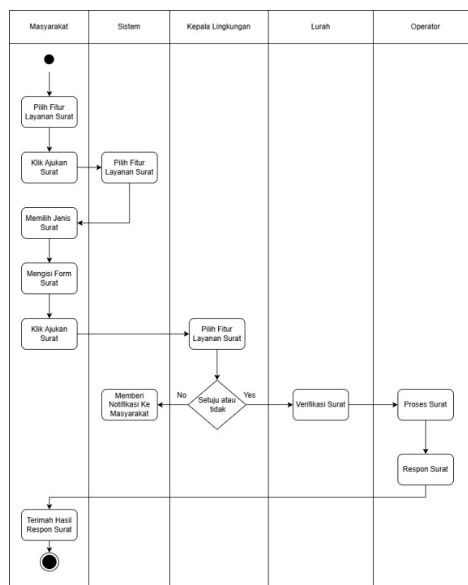 Masyarakat
Sistem
Kepala Lingkungan
Lurah
Operator
Pilih Fitur
Layanan Surat
Klik Ajukan
Surat
Pilih Fitur
Layanan Surat
Memilih Jenis
Surat
Mengisi Form
Surat
Klik Ajukan
Surat
Pilih Fitur
Layanan Surat
Setuju atau
tidak
No
Yes
Memberi
Notifikasi Ke
Masyarakat
Verifikasi Surat
Proses Surat
Respon Surat
Terimah Hasil
Respon Surat